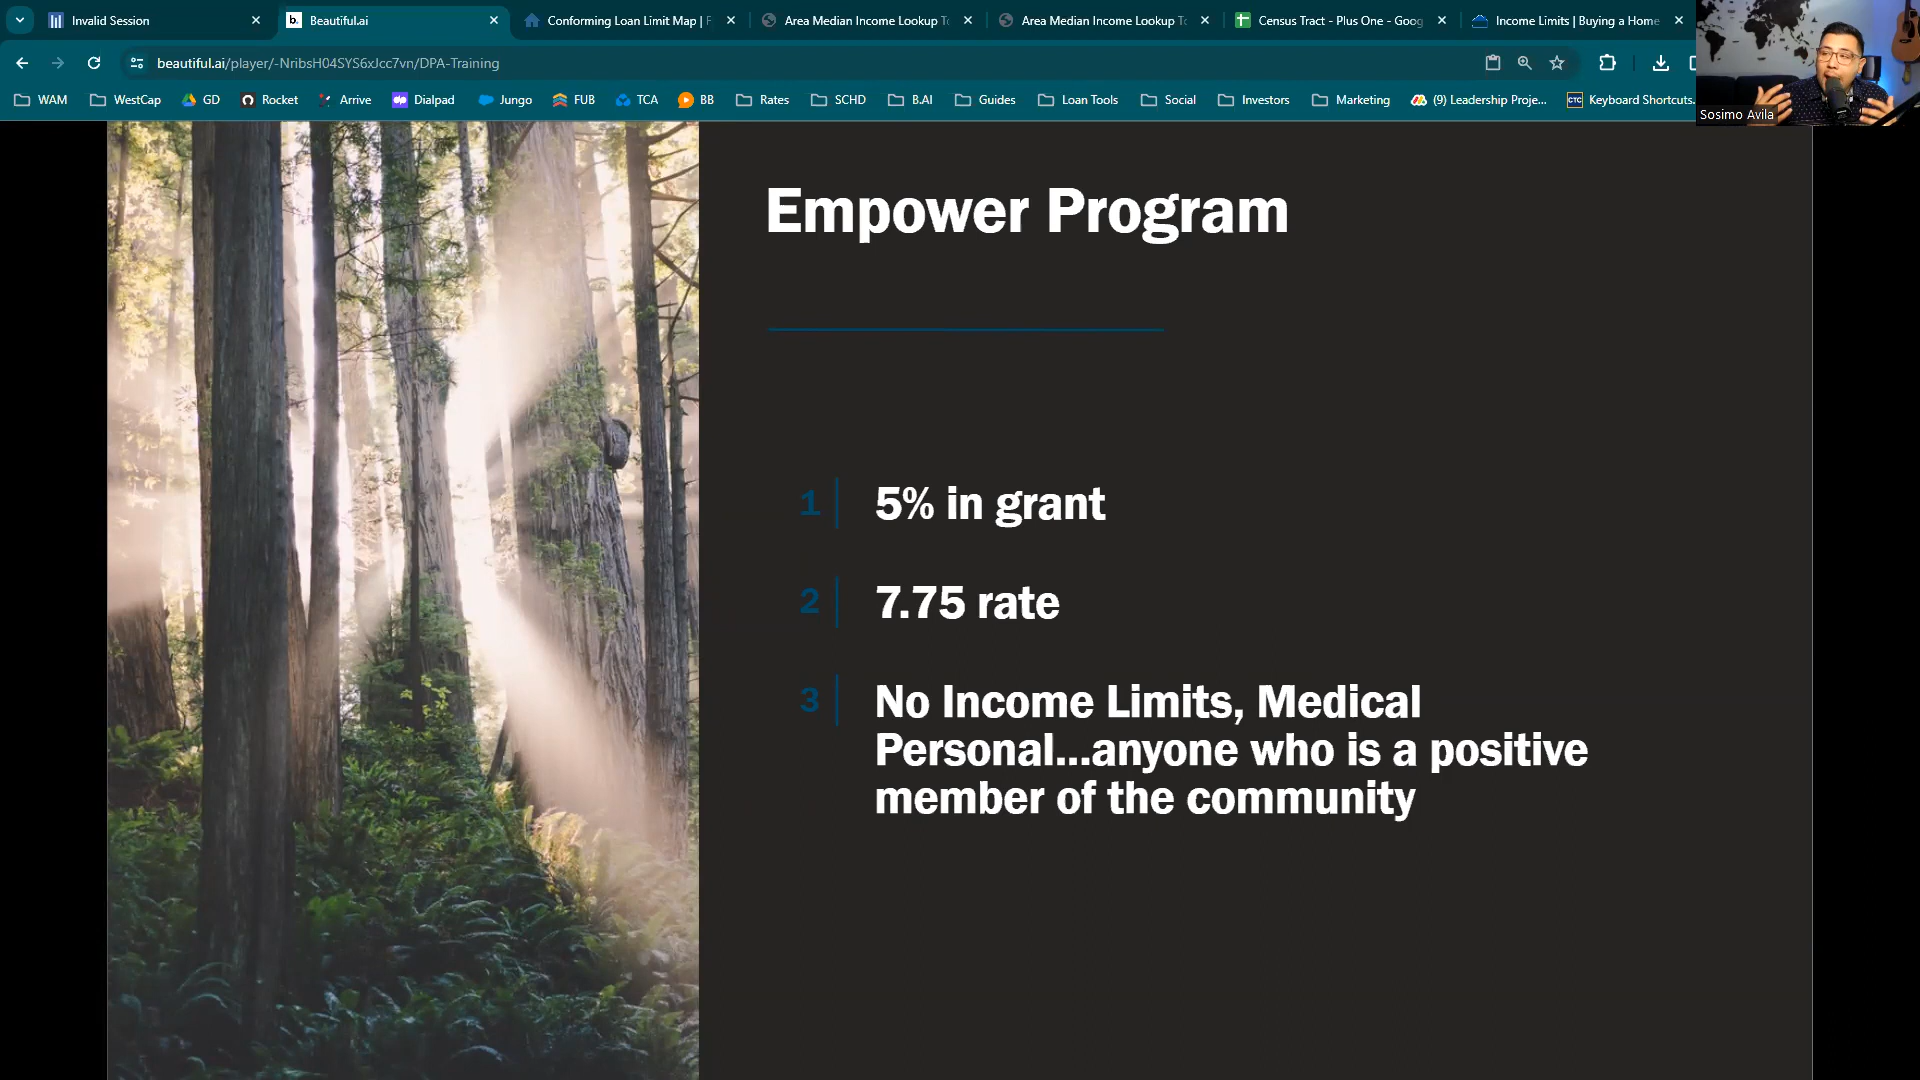 Invalid Session
Beautiful.ai
Conforming Loan Limit Map | F
Area Median Income Lookup To
Area Median Income Lookup To
Census Tract - Plus One - Goog
Income Limits | Buying a Home
beautiful.ai/player/-NribsH04SYS6xJcc7vn/DPA-Training
WAM
WestCap
GD
Rocket
Arrive
Dialpad
Jungo
FUB
TCA
BB
Rates
SCHD
B.AI
Guides
Loan Tools
Social
Investors
Marketing
(9) Leadership Proje...
CTC
Keyboard Shortcuts.
Sosimo Avila
Empower Program
1 5% in grant
2 7.75 rate
3 No Income Limits, Medical
Personal...anyone who is a positive
member of the community